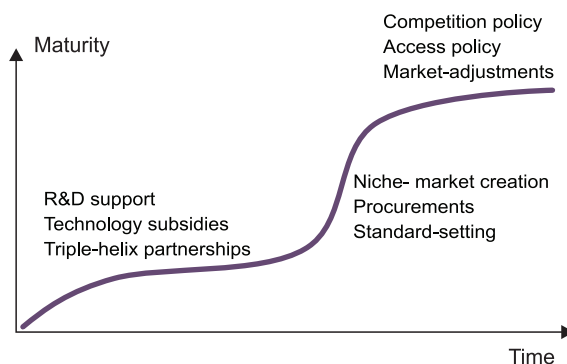 Competition policy
Access policy
Market-adjustments
Maturity
R&D support
Technology subsidies
Triple-helix partnerships
Niche- market creation
Procurements
Standard-setting
Time